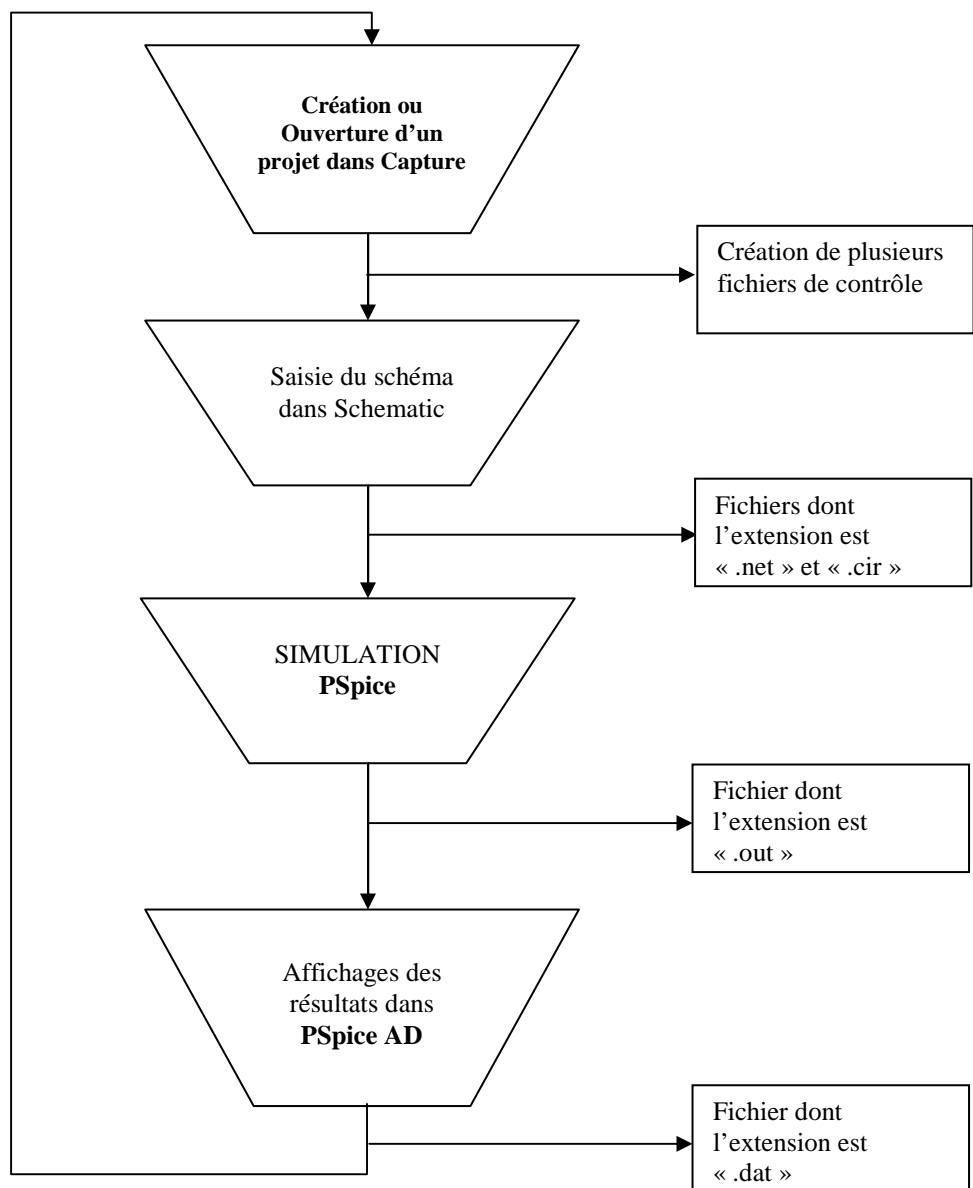 Création ou
Ouverture d’un
projet dans Capture
Création de plusieurs
fichiers de contrôle
Saisie du schéma
dans Schematic
Fichiers dont
l’extension est
« .net » et « .cir »
SIMULATION
PSpice
Fichier dont
l’extension est
« .out »
Affichages des
résultats dans
PSpice AD
Fichier dont
l’extension est
« .dat »